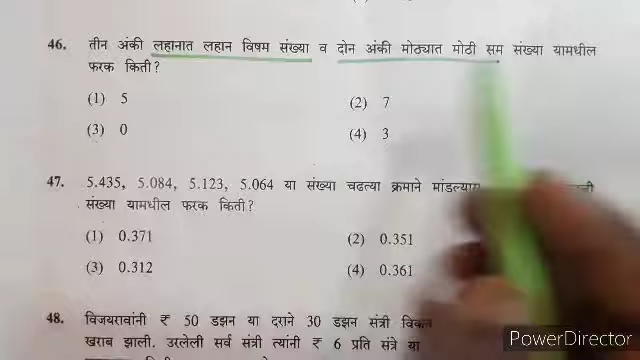 46. तीन अंकी लहानात लहान विषम संख्या व दोन अंकी मोठ्यात मोठी सम संख्या यामधील
फरक किती?
(1) 5 (2) 7
(3) 0 (4) 3
47. 5.435, 5.084, 5.123, 5.064 या संख्या चढत्या क्रमाने मांडल्यास
संख्या यामधील फरक किती?
(1) 0.371 (2) 0.351
(3) 0.312 (4) 0.361
48. विजयरावांनी ₹ 50 डझन या दराने 30 डझन संत्री
खराब झाली. उरलेली सर्व संत्री त्यांनी ₹ 6 प्रति संत्रे या
PowerDirector